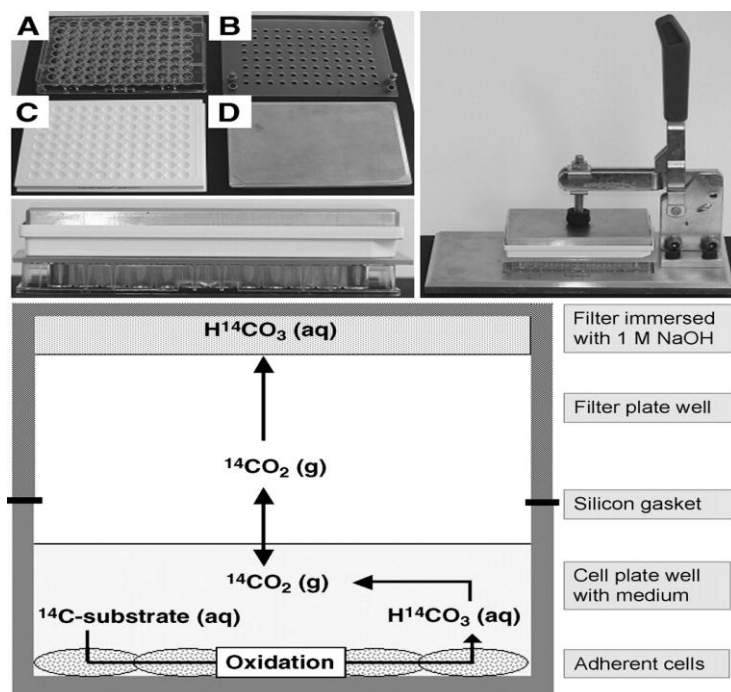 A
B
C
D
H¹⁴CO₃ (aq)
Filter immersed
with 1 M NaOH
Filter plate well
¹⁴CO₂ (g)
Silicon gasket
¹⁴CO₂ (g)
Cell plate well
with medium
¹⁴C-substrate (aq)
H¹⁴CO₃ (aq)
Oxidation
Adherent cells